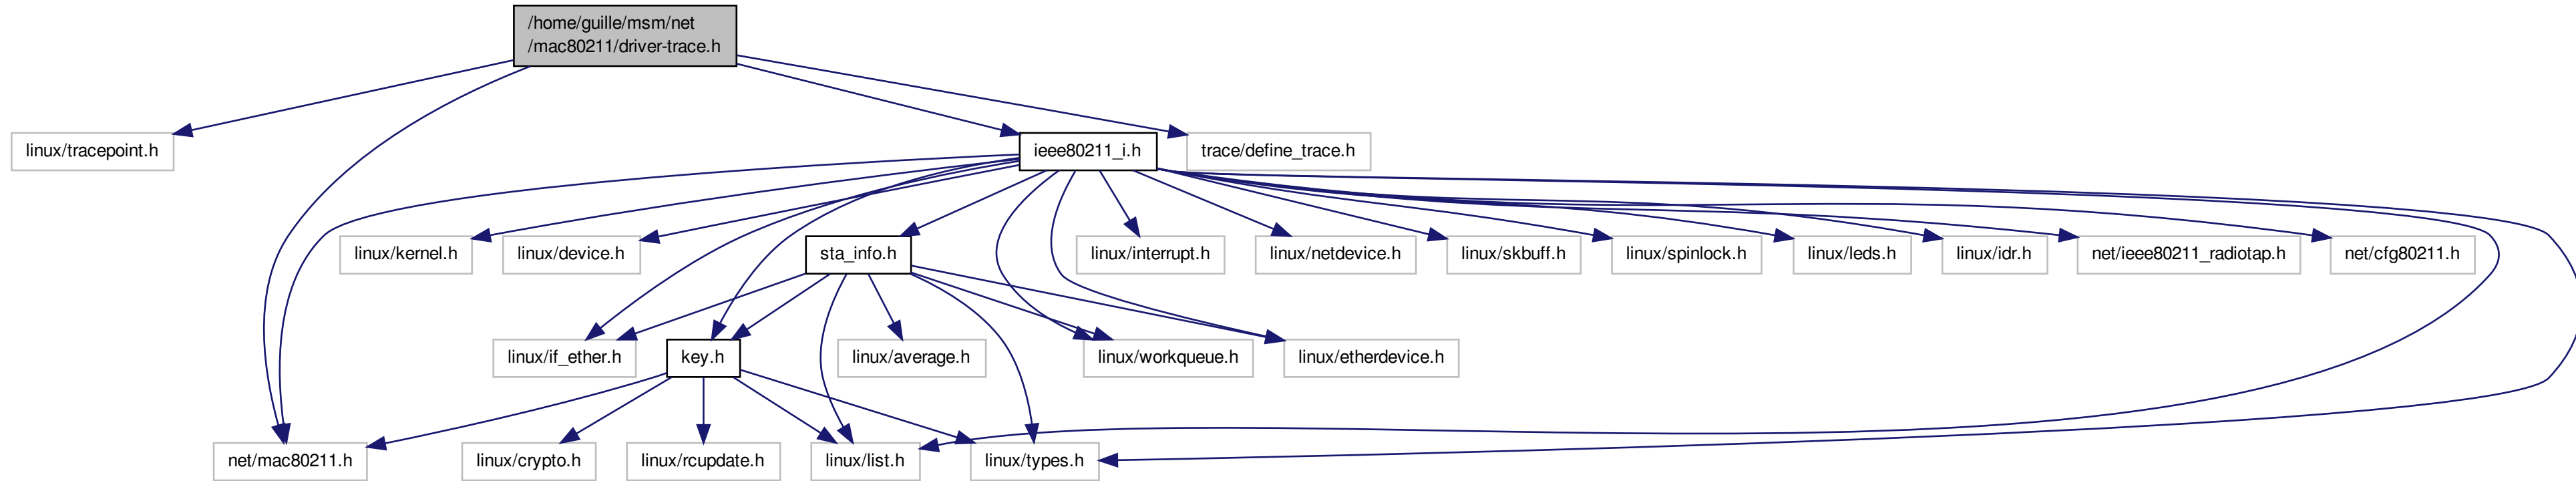 /home/guille/msm/net
/mac80211/driver-trace.h
linux/tracepoint.h
ieee80211_i.h
trace/define_trace.h
linux/kernel.h
linux/device.h
sta_info.h
linux/interrupt.h
linux/netdevice.h
linux/skbuff.h
linux/spinlock.h
linux/leds.h
linux/idr.h
net/ieee80211_radiotap.h
net/cfg80211.h
linux/if_ether.h
key.h
linux/average.h
linux/workqueue.h
linux/etherdevice.h
net/mac80211.h
linux/crypto.h
linux/rcupdate.h
linux/list.h
linux/types.h